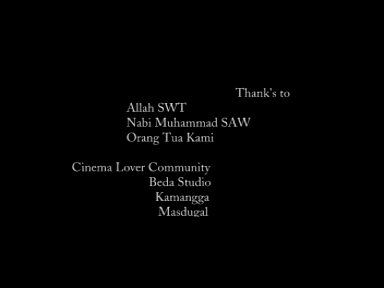 Thank's to
Allah SWT
Nabi Muhammad SAW
Orang Tua Kami
Cinema Lover Community
Beda Studio
Kamangga
Masdugal